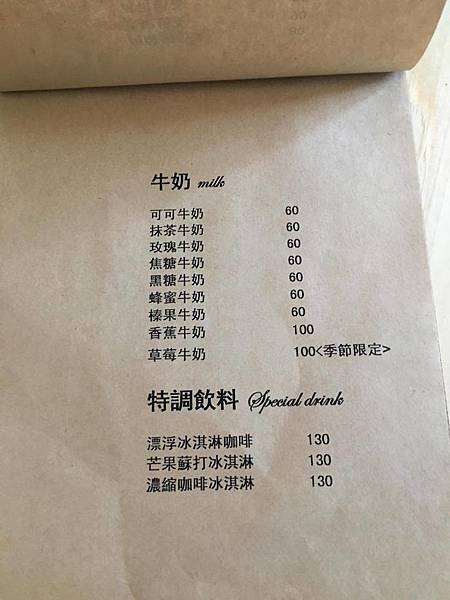 牛奶 milk
可可牛奶 60
抹茶牛奶 60
玫瑰牛奶 60
焦糖牛奶 60
黑糖牛奶 60
蜂蜜牛奶 60
榛果牛奶 60
香蕉牛奶 100
草莓牛奶 100<季節限定>
特調飲料 Special drink
漂浮冰淇淋咖啡 130
芒果蘇打冰淇淋 130
濃縮咖啡冰淇淋 130